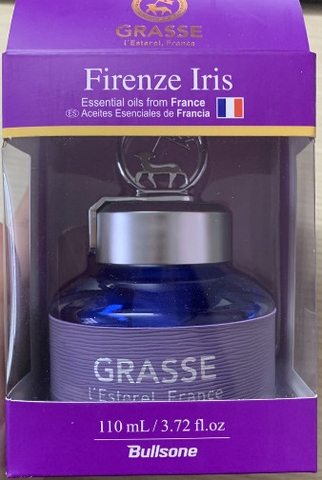 GRASSE
L'Esterel, France
Firenze Iris
Essential oils from France
ES Aceites Esenciales de Francia
GRASSE
L'Esterel, France
110 mL / 3.72 fl.oz
Bullsone